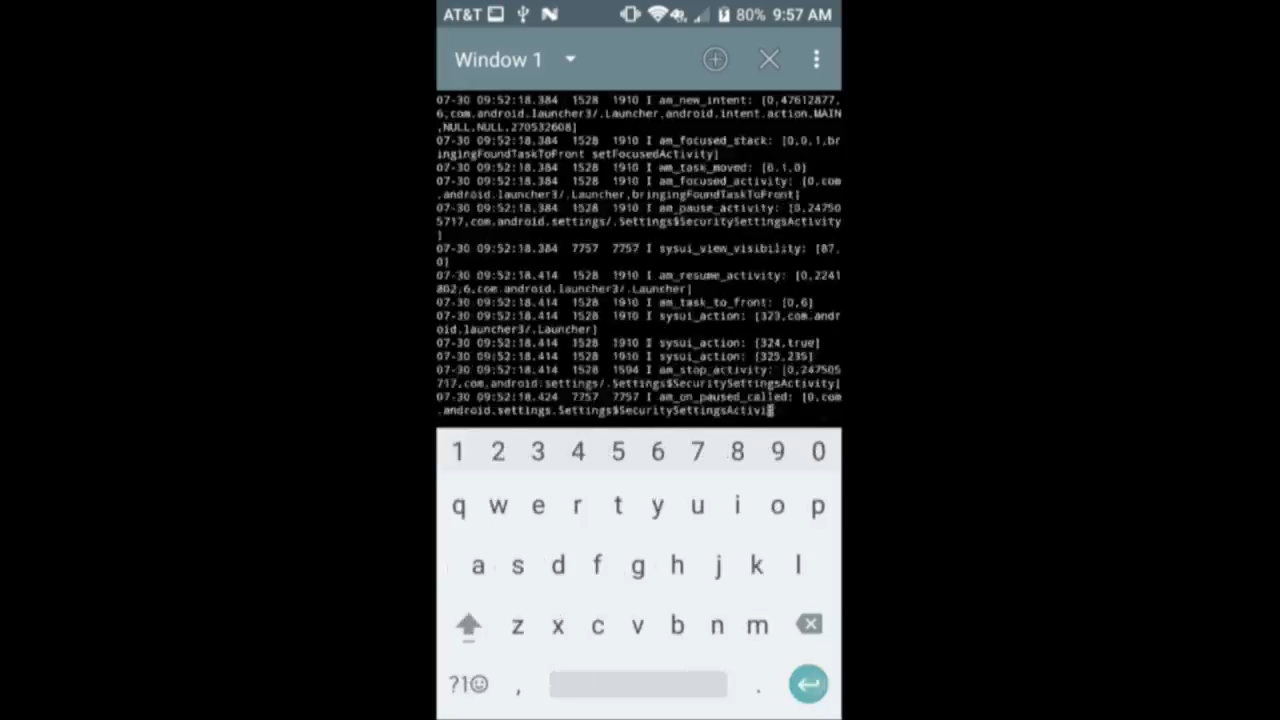 AT&T 80% 9:57 AM
Window 1
07-30 09:52:18.384 1528 1910 I am_new_intent: [0,47612877,
6,com.android.launcher3/.Launcher,android.intent.action.MAIN
,NULL,NULL,270532608]
07-30 09:52:18.384 1528 1910 I am_focused_stack: [0,0,1,br
ingingFoundTaskToFront setFocusedActivity]
07-30 09:52:18.384 1528 1910 I am_task_moved: [6,1,0]
07-30 09:52:18.384 1528 1910 I am_focused_activity: [0,com
.android.launcher3/.Launcher,bringingFoundTaskToFront]
07-30 09:52:18.384 1528 1910 I am_pause_activity: [0,24750
5717,com.android.settings/.Settings$SecuritySettingsActivity
]
07-30 09:52:18.384 7757 7757 I sysui_view_visibility: [87,
0]
07-30 09:52:18.414 1528 1910 I am_resume_activity: [0,2241
802,6,com.android.launcher3/.Launcher]
07-30 09:52:18.414 1528 1910 I am_task_to_front: [0,6]
07-30 09:52:18.414 1528 1910 I sysui_action: [323,com.andr
oid.launcher3/.Launcher]
07-30 09:52:18.414 1528 1910 I sysui_action: [324,true]
07-30 09:52:18.414 1528 1910 I sysui_action: [325,235]
07-30 09:52:18.414 1528 1594 I am_stop_activity: [0,247505
717,com.android.settings/.Settings$SecuritySettingsActivity]
07-30 09:52:18.424 7757 7757 I am_on_paused_called: [0,com
.android.settings.Settings$SecuritySettingsActivi
1 2 3 4 5 6 7 8 9 0
q w e r t y u i o p
a s d f g h j k l
z x c v b n m
?1☺ , .